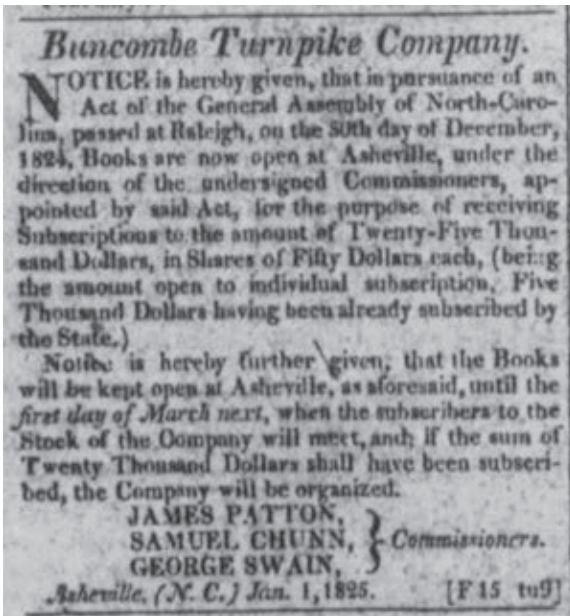 Buncombe Turnpike Company.
NOTICE is hereby given, that in pursuance of an
Act of the General Assembly of North-Caro-
lina, passed at Raleigh, on the 30th day of December,
1824, Books are now open at Asheville, under the
direction of the undersigned Commissioners, ap-
pointed by said Act, for the purpose of receiving
Subscriptions to the amount of Twenty-Five Thou-
sand Dollars, in Shares of Fifty Dollars each, (being
the amount open to individual subscription, Five
Thousand Dollars having been already subscribed by
the State.)
Notice is hereby further given, that the Books
will be kept open at Asheville, as aforesaid, until the
first day of March next, when the subscribers to the
Stock of the Company will meet, and; if the sum of
Twenty Thousand Dollars shall have been subscri-
bed, the Company will be organized.
JAMES PATTON,
SAMUEL CHUNN, } Commissioners.
GEORGE SWAIN,
Asheville, (N. C.) Jan. 1, 1825. [F 15 tu9]